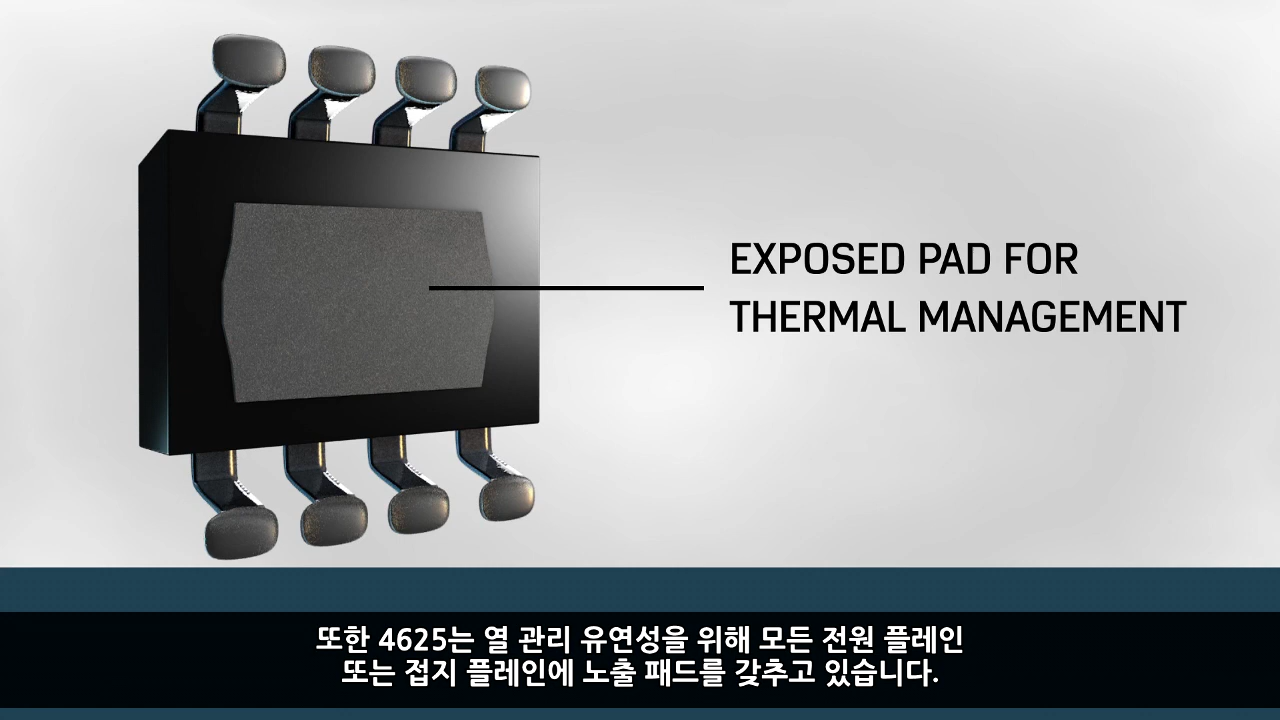 EXPOSED PAD FOR
THERMAL MANAGEMENT
또한 4625는 열 관리 유연성을 위해 모든 전원 플레인
또는 접지 플레인에 노출 패드를 갖추고 있습니다.